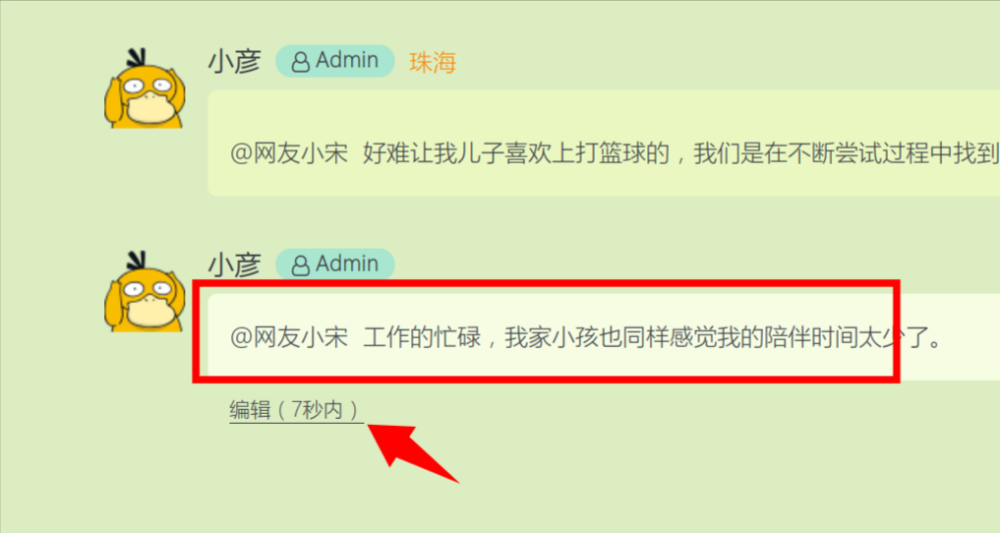 小彦 Admin 珠海
@网友小宋 好难让我儿子喜欢上打篮球的，我们是在不断尝试过程中找到
小彦 Admin
@网友小宋 工作的忙碌，我家小孩也同样感觉我的陪伴时间太少了。
编辑（7秒内）